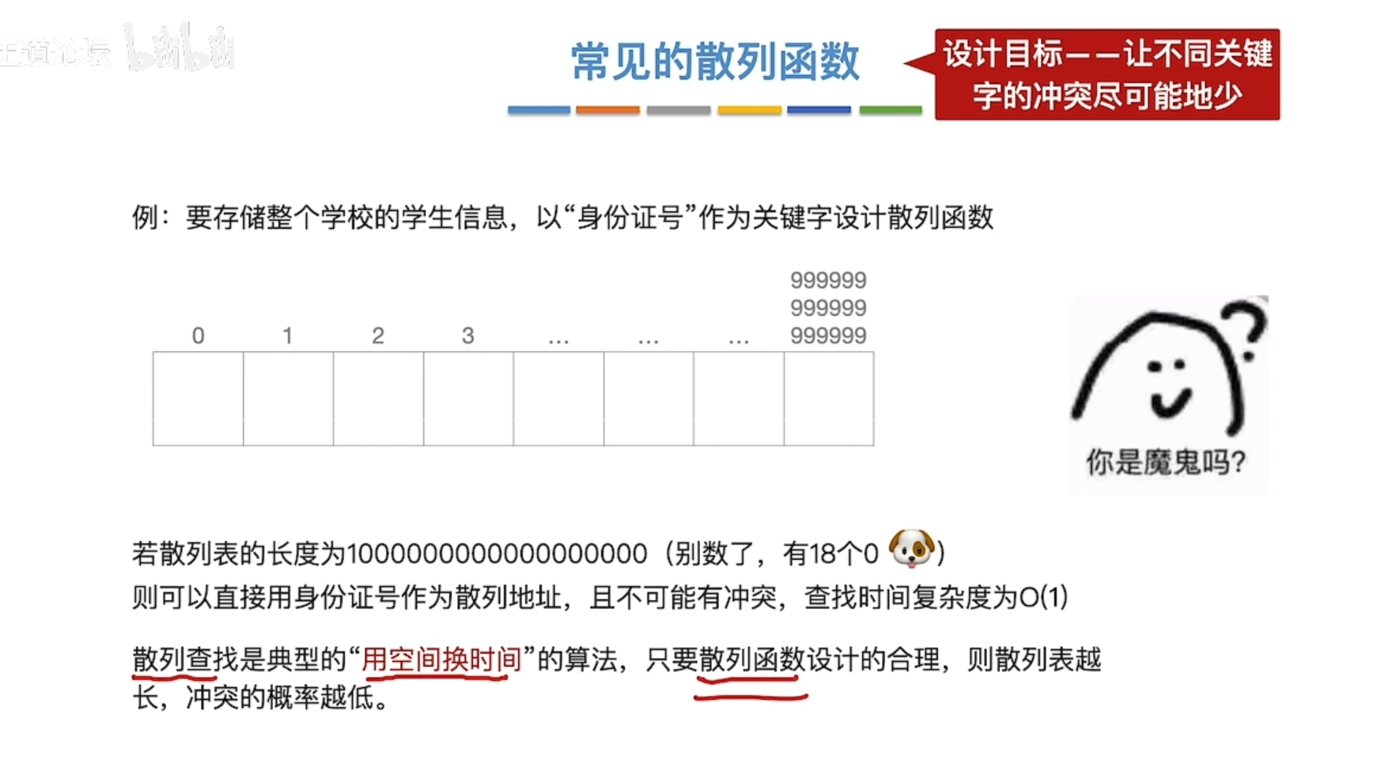 王道论坛 bilibili
常见的散列函数
设计目标——让不同关键
字的冲突尽可能地少
例：要存储整个学校的学生信息，以“身份证号”作为关键字设计散列函数
999999
999999
0 1 2 3 ... ... ... 999999
你是魔鬼吗?
若散列表的长度为1000000000000000000（别数了，有18个0 🐶）
则可以直接用身份证号作为散列地址，且不可能有冲突，查找时间复杂度为O(1)
散列查找是典型的“用空间换时间”的算法，只要散列函数设计的合理，则散列表越
长，冲突的概率越低。